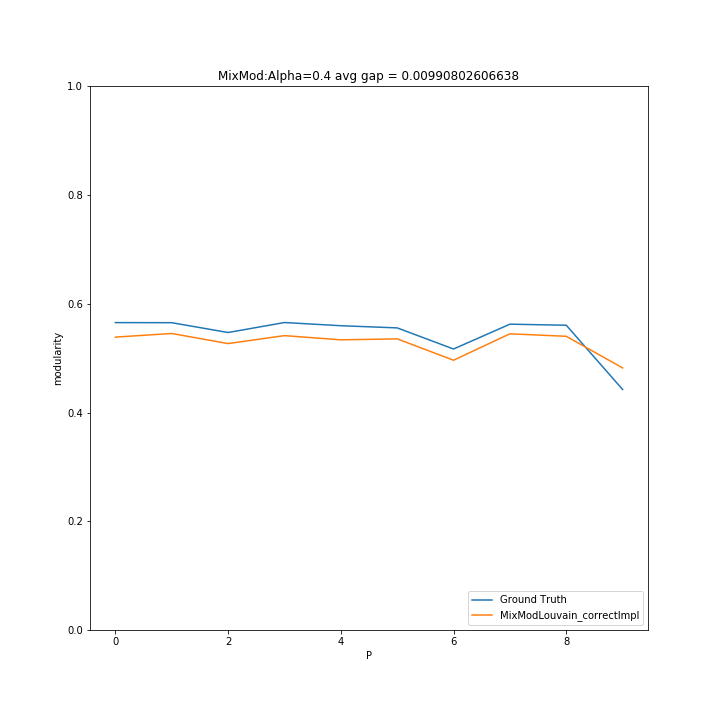 MixMod:Alpha=0.4 avg gap = 0.00990802606638
1.0
0.8
0.6
0.4
0.2
0.0
modularity
0 2 4 6 8
P
Ground Truth
MixModLouvain_correctImpl